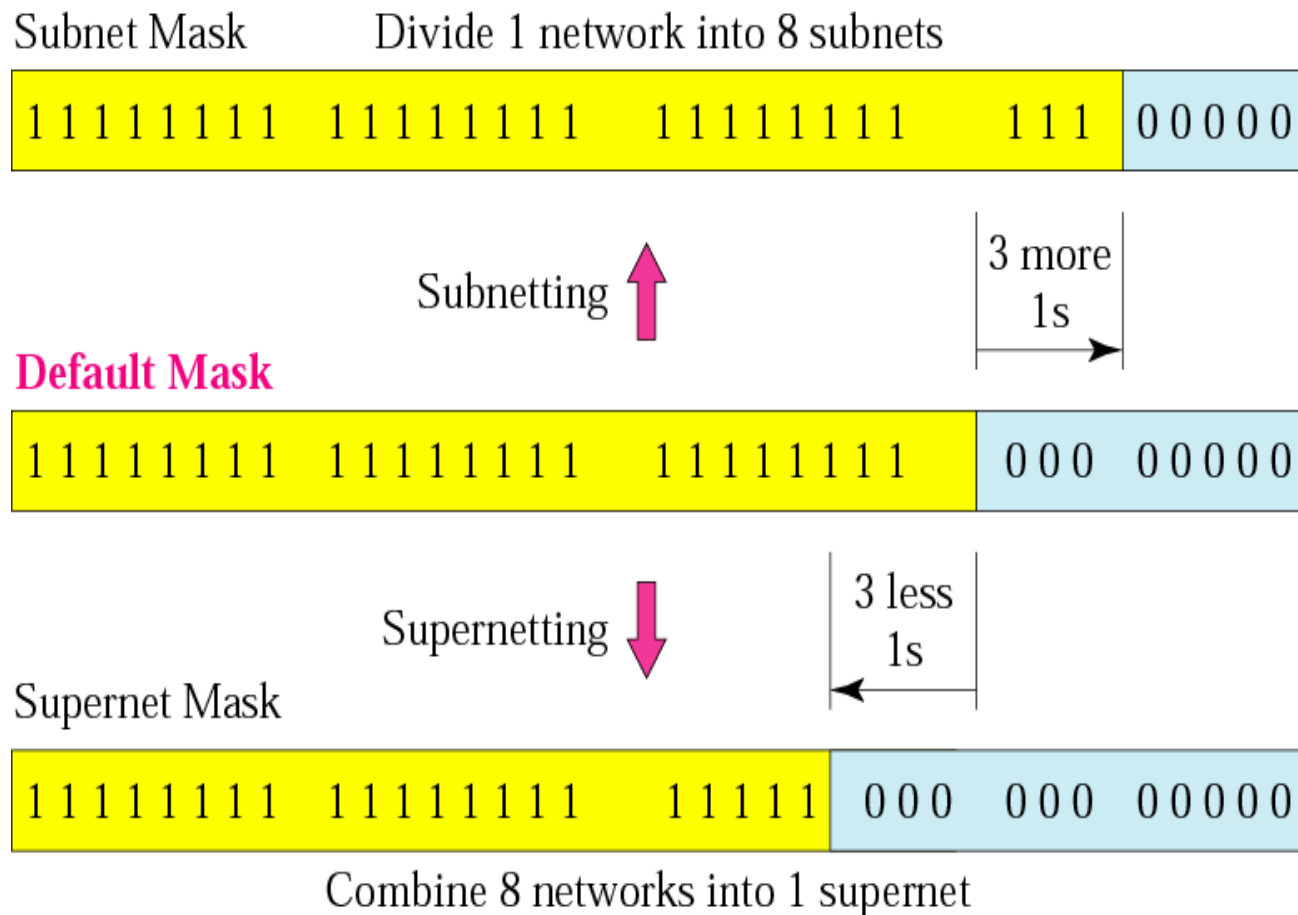 Subnet Mask Divide 1 network into 8 subnets
1 1 1 1 1 1 1 1 1 1 1 1 1 1 1 1 1 1 1 1 1 1 1 1 1 1 1 0 0 0 0 0
3 more
1s
Subnetting
Default Mask
1 1 1 1 1 1 1 1 1 1 1 1 1 1 1 1 1 1 1 1 1 1 1 1 0 0 0 0 0 0 0 0
3 less
1s
Supernetting
Supernet Mask
1 1 1 1 1 1 1 1 1 1 1 1 1 1 1 1 1 1 1 1 1 0 0 0 0 0 0 0 0 0 0 0
Combine 8 networks into 1 supernet